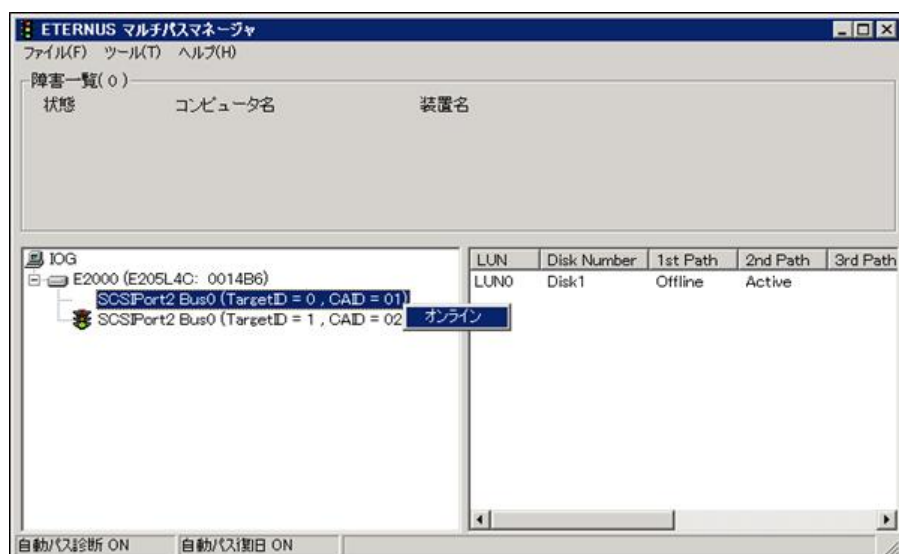 ETERNUS マルチパスマネージャ
ファイル(F) ツール(T) ヘルプ(H)
障害一覧( 0 )
状態 コンピュータ名 装置名
IOG
E2000 (E205L4C: 0014B6)
SCSIPort2 Bus0 (TargetID = 0 , CAID = 01)
SCSIPort2 Bus0 (TargetID = 1 , CAID = 02
オンライン
LUN Disk Number 1st Path 2nd Path 3rd Path
LUN0 Disk1 Offline Active
自動パス診断 ON 自動パス復旧 ON